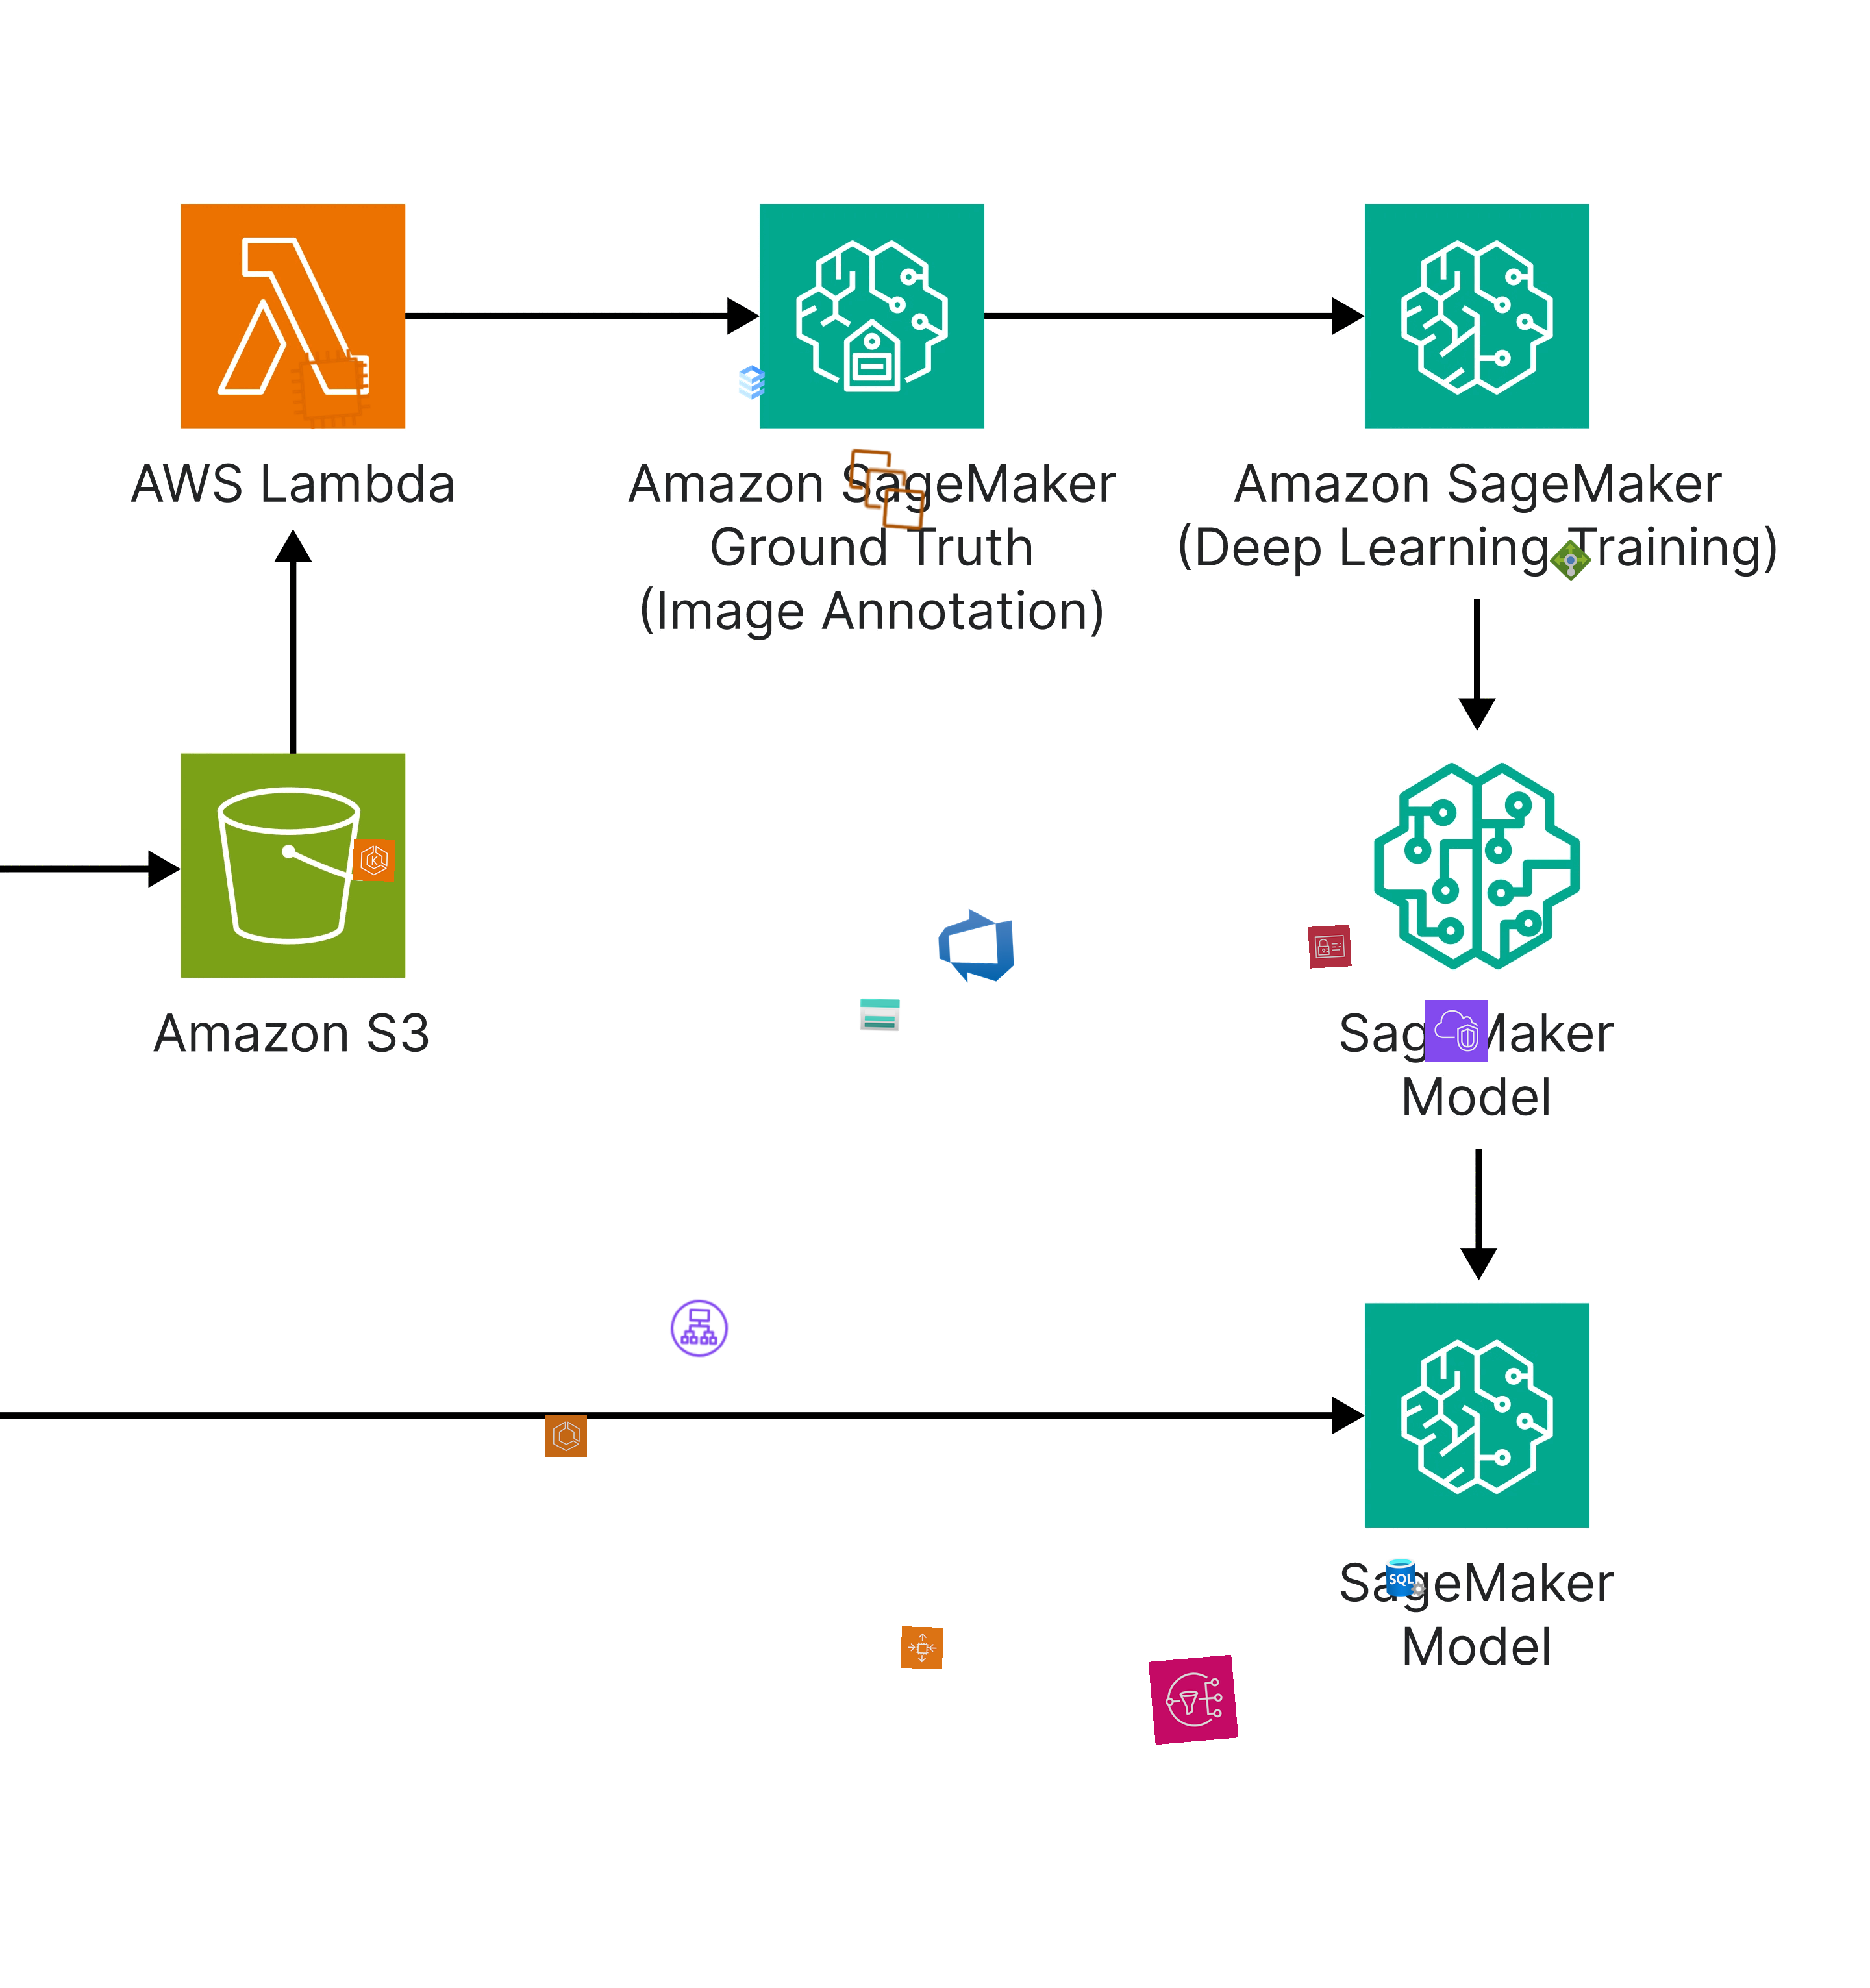 AWS Lambda
Amazon SageMaker
Ground Truth
(Image Annotation)
Amazon SageMaker
(Deep Learning Training)
K
Amazon S3
SageMaker
Model
SQL
SageMaker
Model